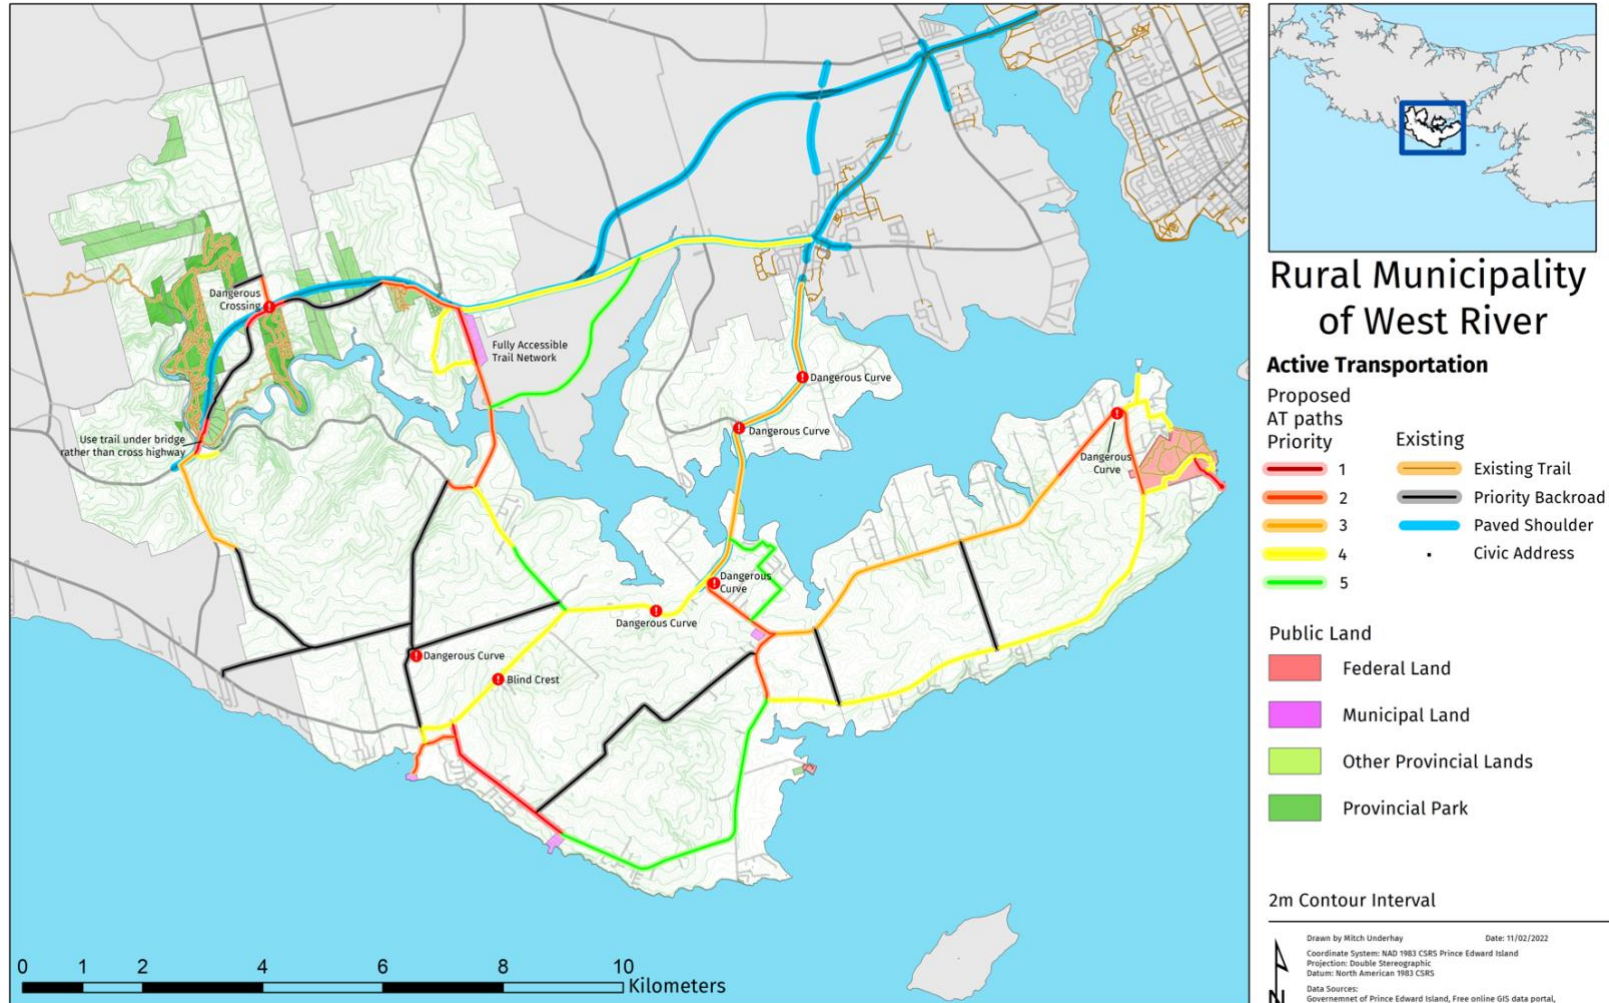 Dangerous
Crossing
Fully Accessible
Trail Network
Use trail under bridge
rather than cross highway
Dangerous Curve
Dangerous Curve
Dangerous
Curve
Dangerous
Curve
Dangerous Curve
Dangerous Curve
Blind Crest
0 1 2 4 6 8 10
Kilometers
Rural Municipality
of West River
Active Transportation
Proposed
AT paths
Priority
1
2
3
4
5
Existing
Existing Trail
Priority Backroad
Paved Shoulder
Civic Address
Public Land
Federal Land
Municipal Land
Other Provincial Lands
Provincial Park
2m Contour Interval
N
Drawn by Mitch Underhay Date: 11/02/2022
Coordinate System: NAD 1983 CSRS Prince Edward Island
Projection: Double Stereographic
Datum: North American 1983 CSRS
Data Sources:
Governemnet of Prince Edward Island, Free online GIS data portal,